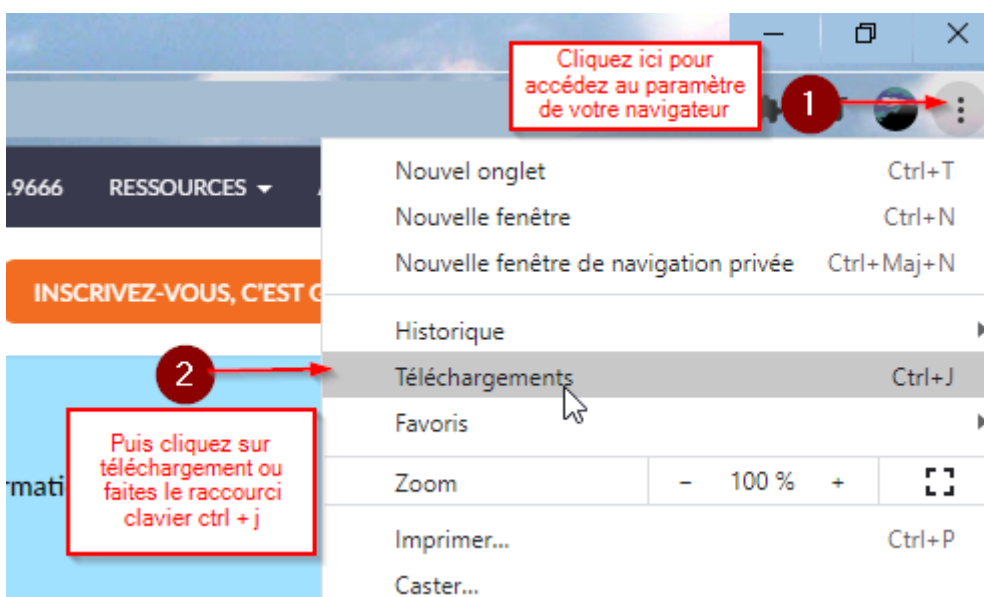 Cliquez ici pour
accédez au paramètre
de votre navigateur
1
.9666 RESSOURCES
INSCRIVEZ-VOUS, C'EST
Nouvel onglet Ctrl+T
Nouvelle fenêtre Ctrl+N
Nouvelle fenêtre de navigation privée Ctrl+Maj+N
Historique
2
Téléchargements Ctrl+J
Favoris
Puis cliquez sur
téléchargement ou
faites le raccourci
clavier ctrl + j
rmati
Zoom - 100 % +
Imprimer... Ctrl+P
Caster...